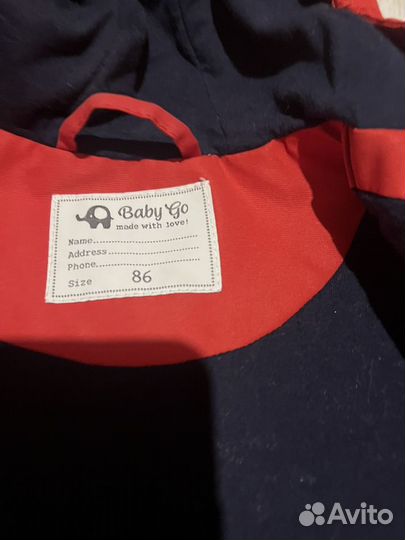 Baby Go
made with love!
Name....................
Address.................
Phone...................
Size 86
Avito